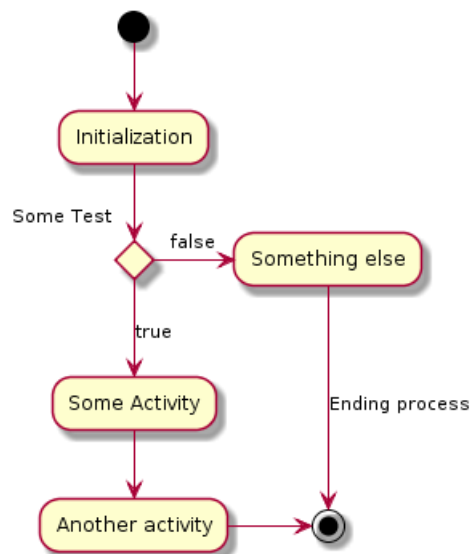 Initialization
Some Test
false
Something else
true
Some Activity
Ending process
Another activity